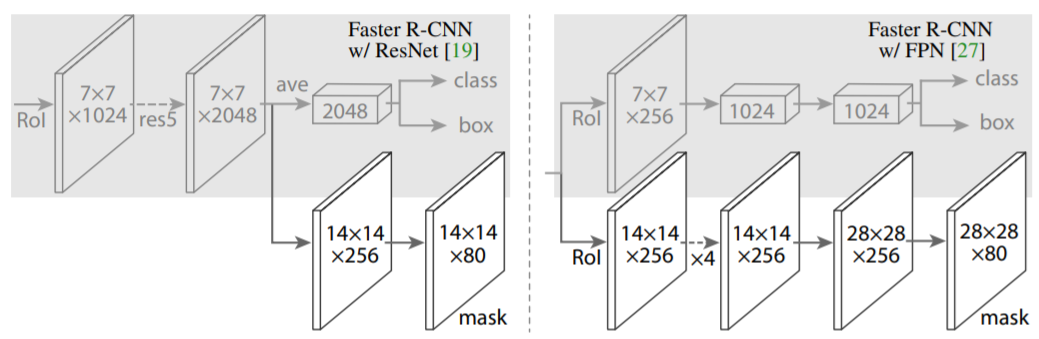 Faster R-CNN
w/ ResNet [19]
RoI
7×7
×1024
res5
7×7
×2048
ave
2048
class
box
14×14
×256
14×14
×80
mask
Faster R-CNN
w/ FPN [27]
RoI
7×7
×256
1024
1024
class
box
RoI
14×14
×256
×4
14×14
×256
28×28
×256
28×28
×80
mask